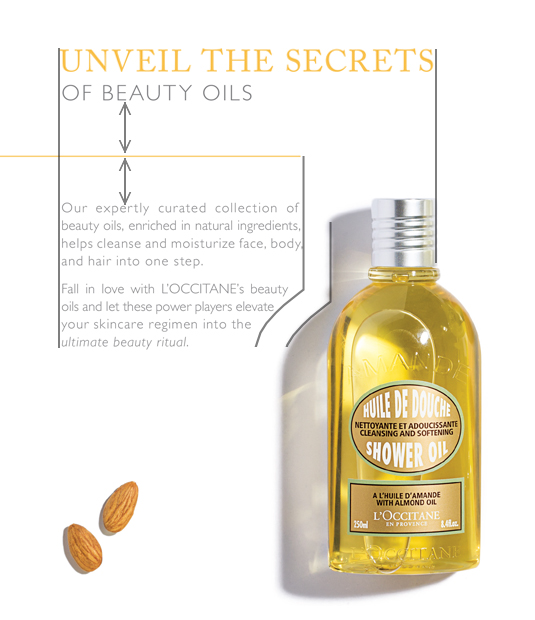 UNVEIL THE SECRETS
OF BEAUTY OILS
Our expertly curated collection of
beauty oils, enriched in natural ingredients,
helps cleanse and moisturize face, body,
and hair into one step.
Fall in love with L'OCCITANE's beauty
oils and let these power players elevate
your skincare regimen into the
ultimate beauty ritual.
AMANDE
HUILE DE DOUCHE
NETTOYANTE ET ADOUCISSANTE
CLEANSING AND SOFTENING
SHOWER OIL
A L'HUILE D'AMANDE
WITH ALMOND OIL
L'OCCITANE
EN PROVENCE
250ml 8.4fl.oz.
L'OCCITANE